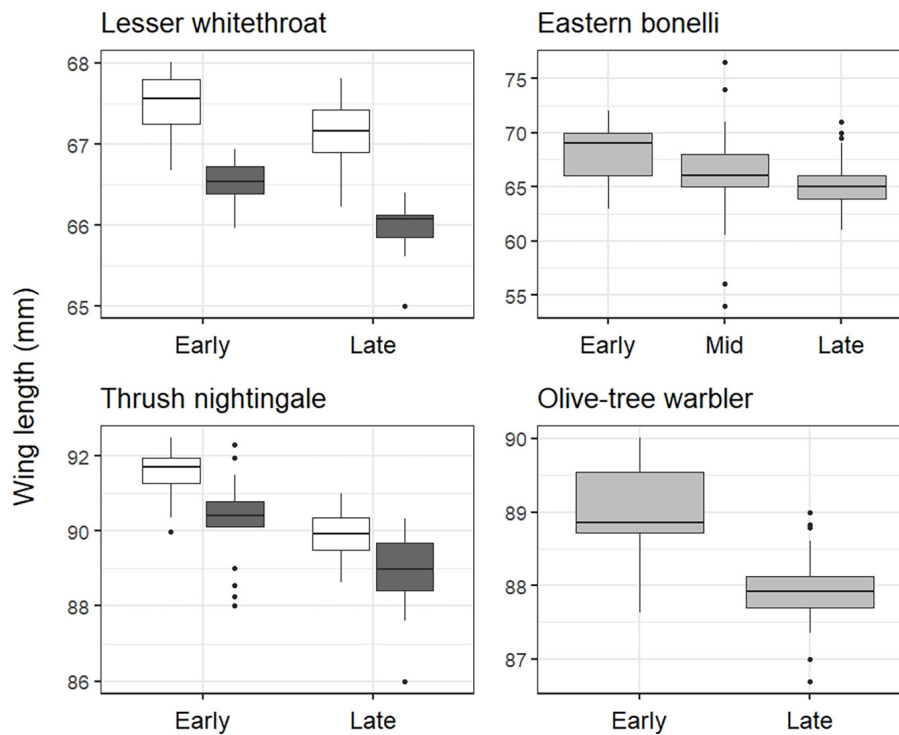 Lesser whitethroat
Eastern bonelli
68
67
66
65
Early
Late
75
70
65
60
55
Early
Mid
Late
Wing length (mm)
Thrush nightingale
Olive-tree warbler
92
90
88
86
Early
Late
90
89
88
87
Early
Late